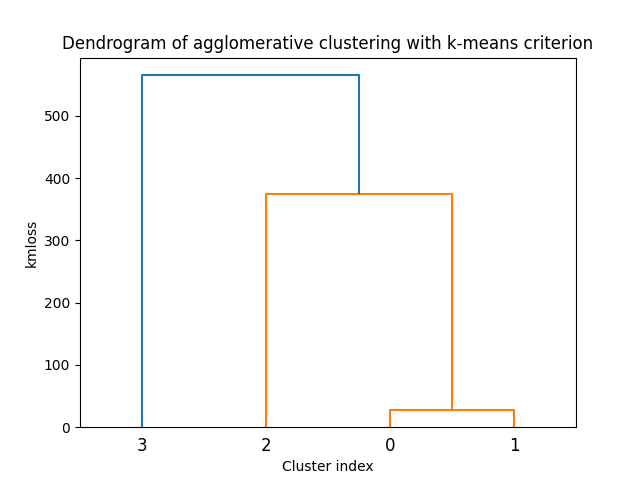 Dendrogram of agglomerative clustering with k-means criterion
500
400
300
200
100
0
kmloss
3 2 0 1
Cluster index